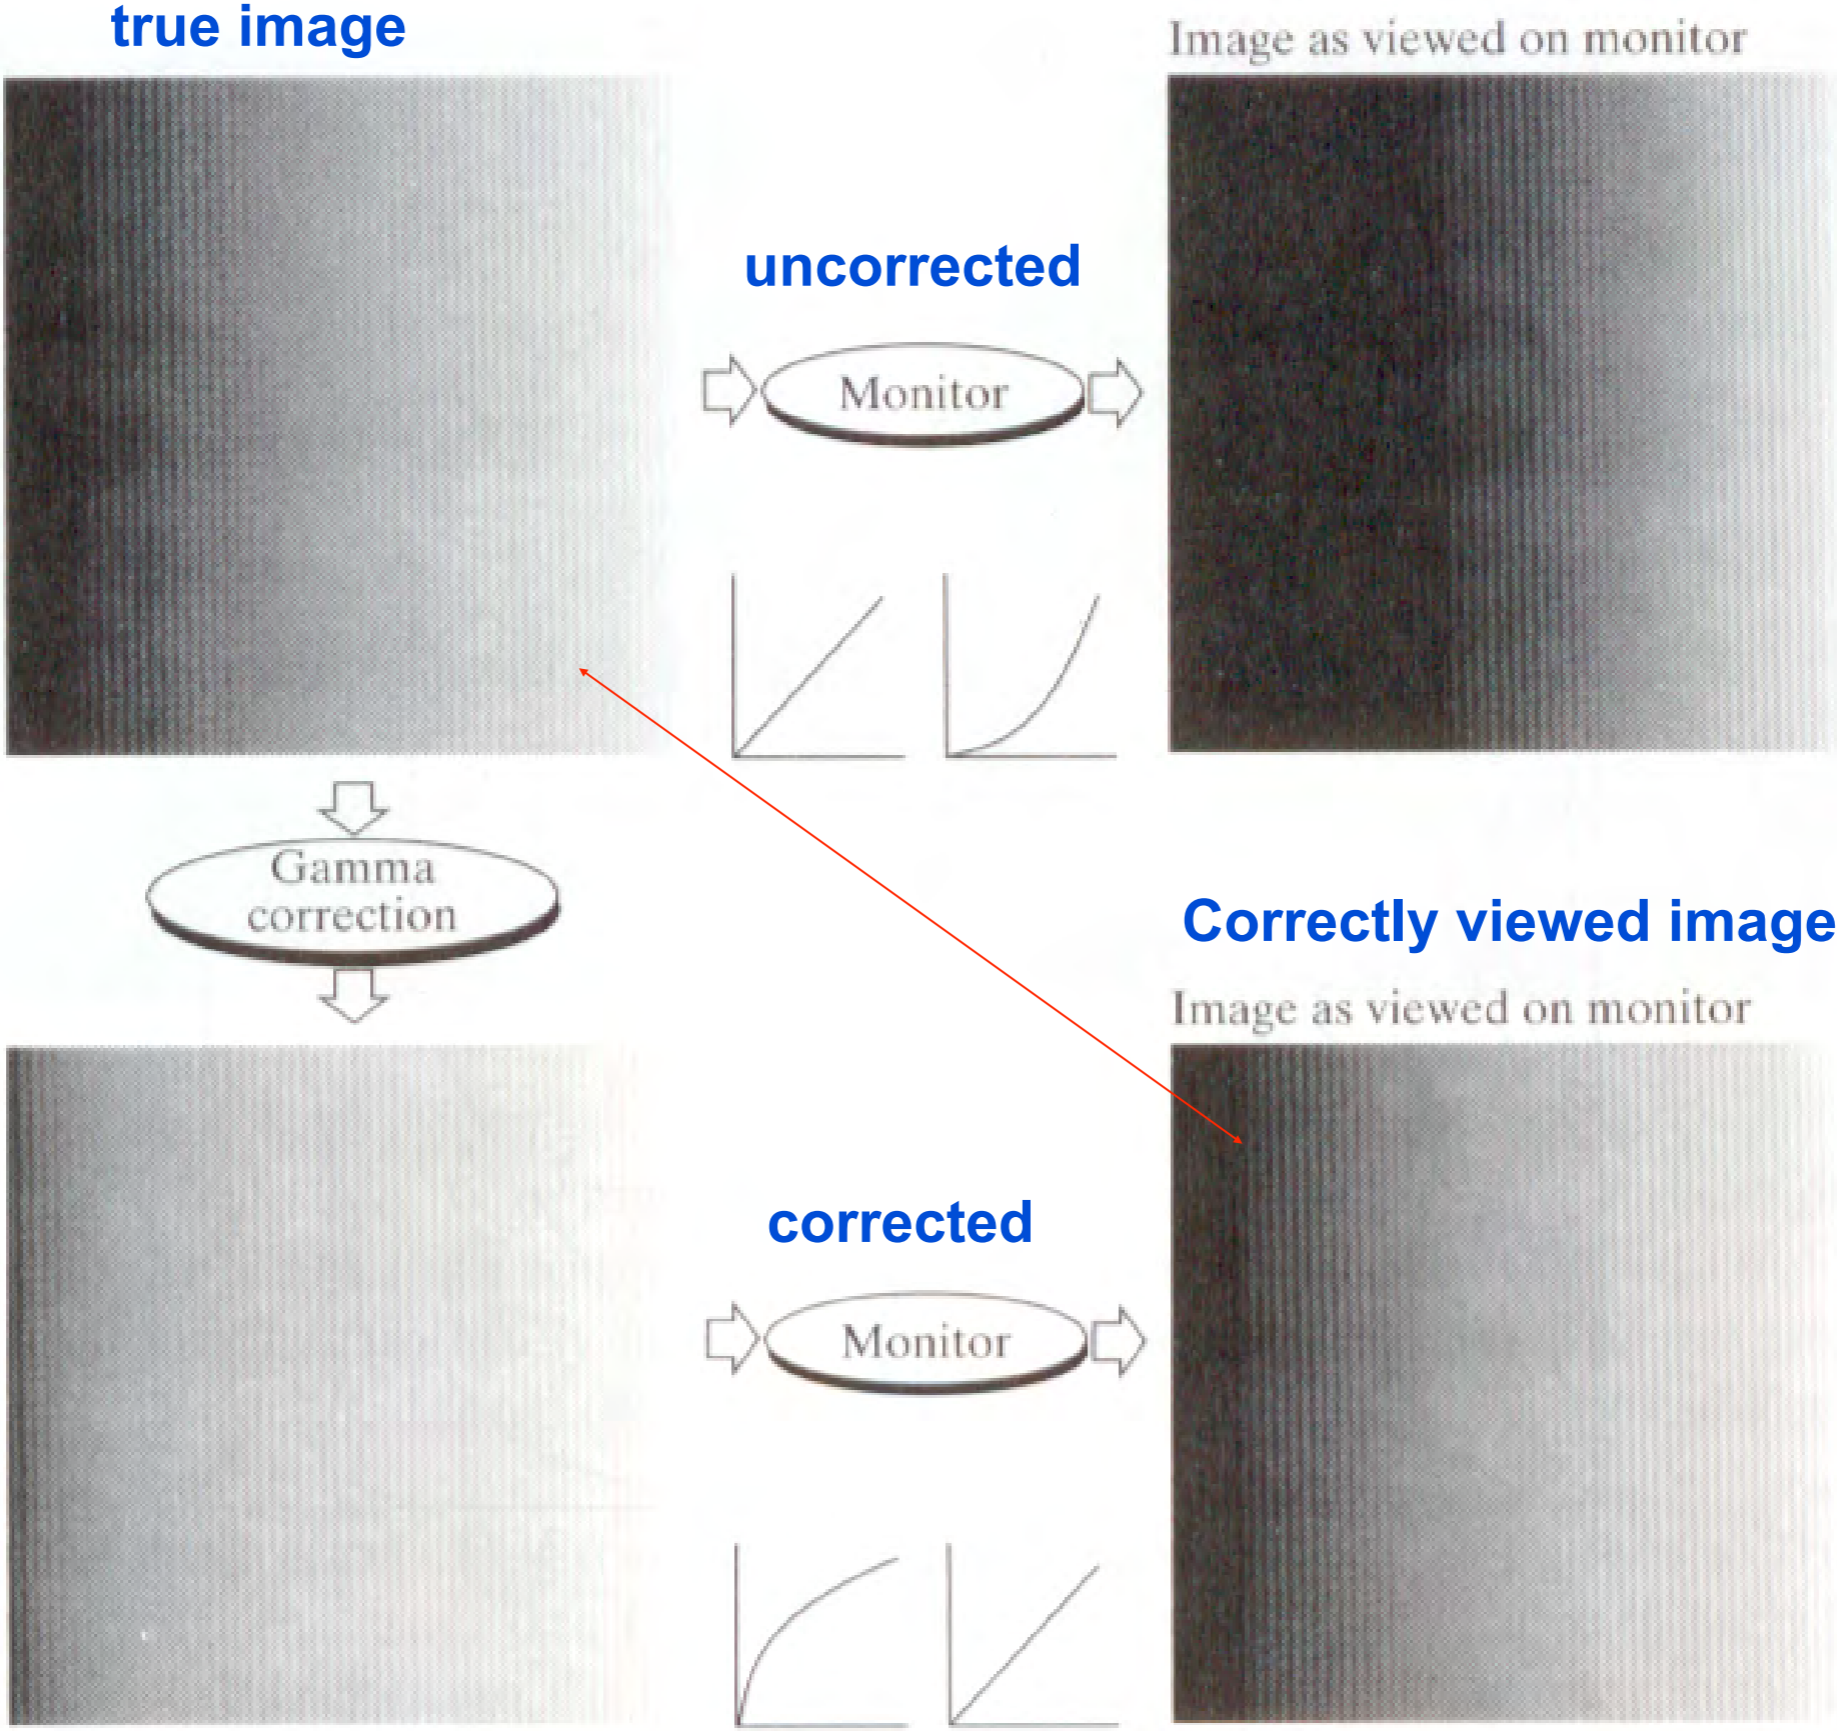 true image
Image as viewed on monitor
uncorrected
Monitor
Gamma
correction
Correctly viewed image
Image as viewed on monitor
corrected
Monitor